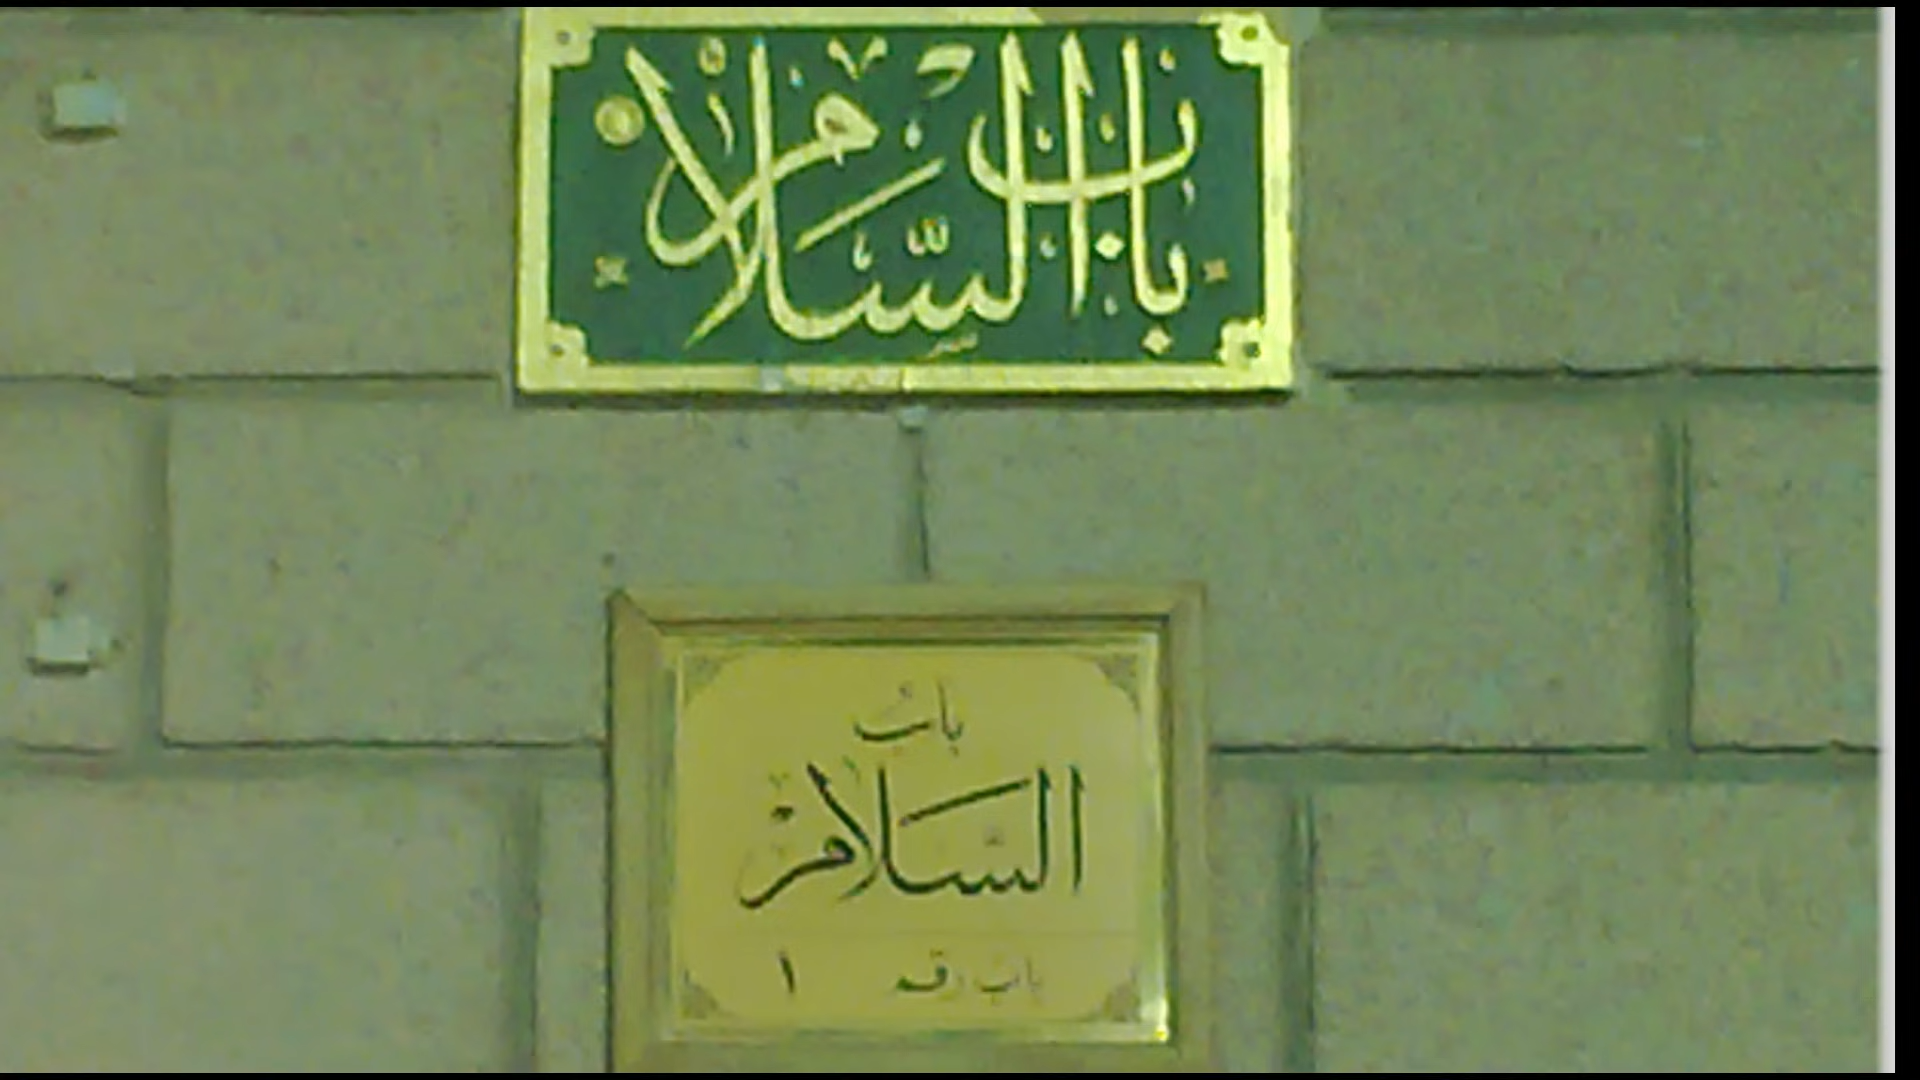 باب السلام
باب
السلام
باب رقم ١